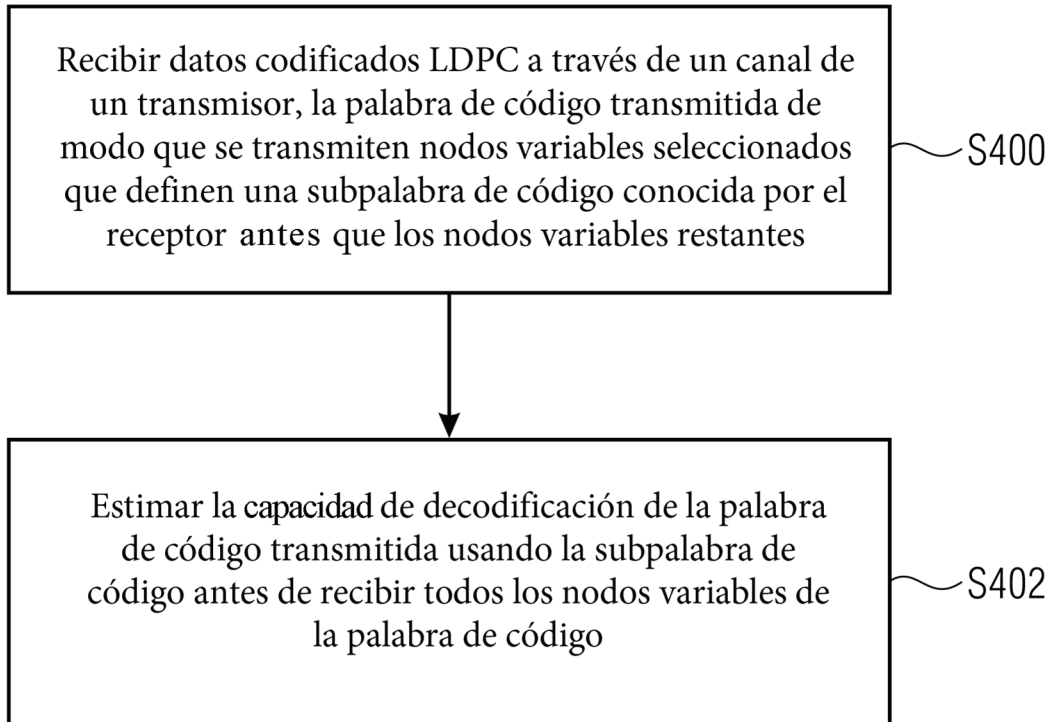 Recibir datos codificados LDPC a través de un canal de
un transmisor, la palabra de código transmitida de
modo que se transmiten nodos variables seleccionados
que definen una subpalabra de código conocida por el
receptor antes que los nodos variables restantes
S400
Estimar la capacidad de decodificación de la palabra
de código transmitida usando la subpalabra de
código antes de recibir todos los nodos variables de
la palabra de código
S402